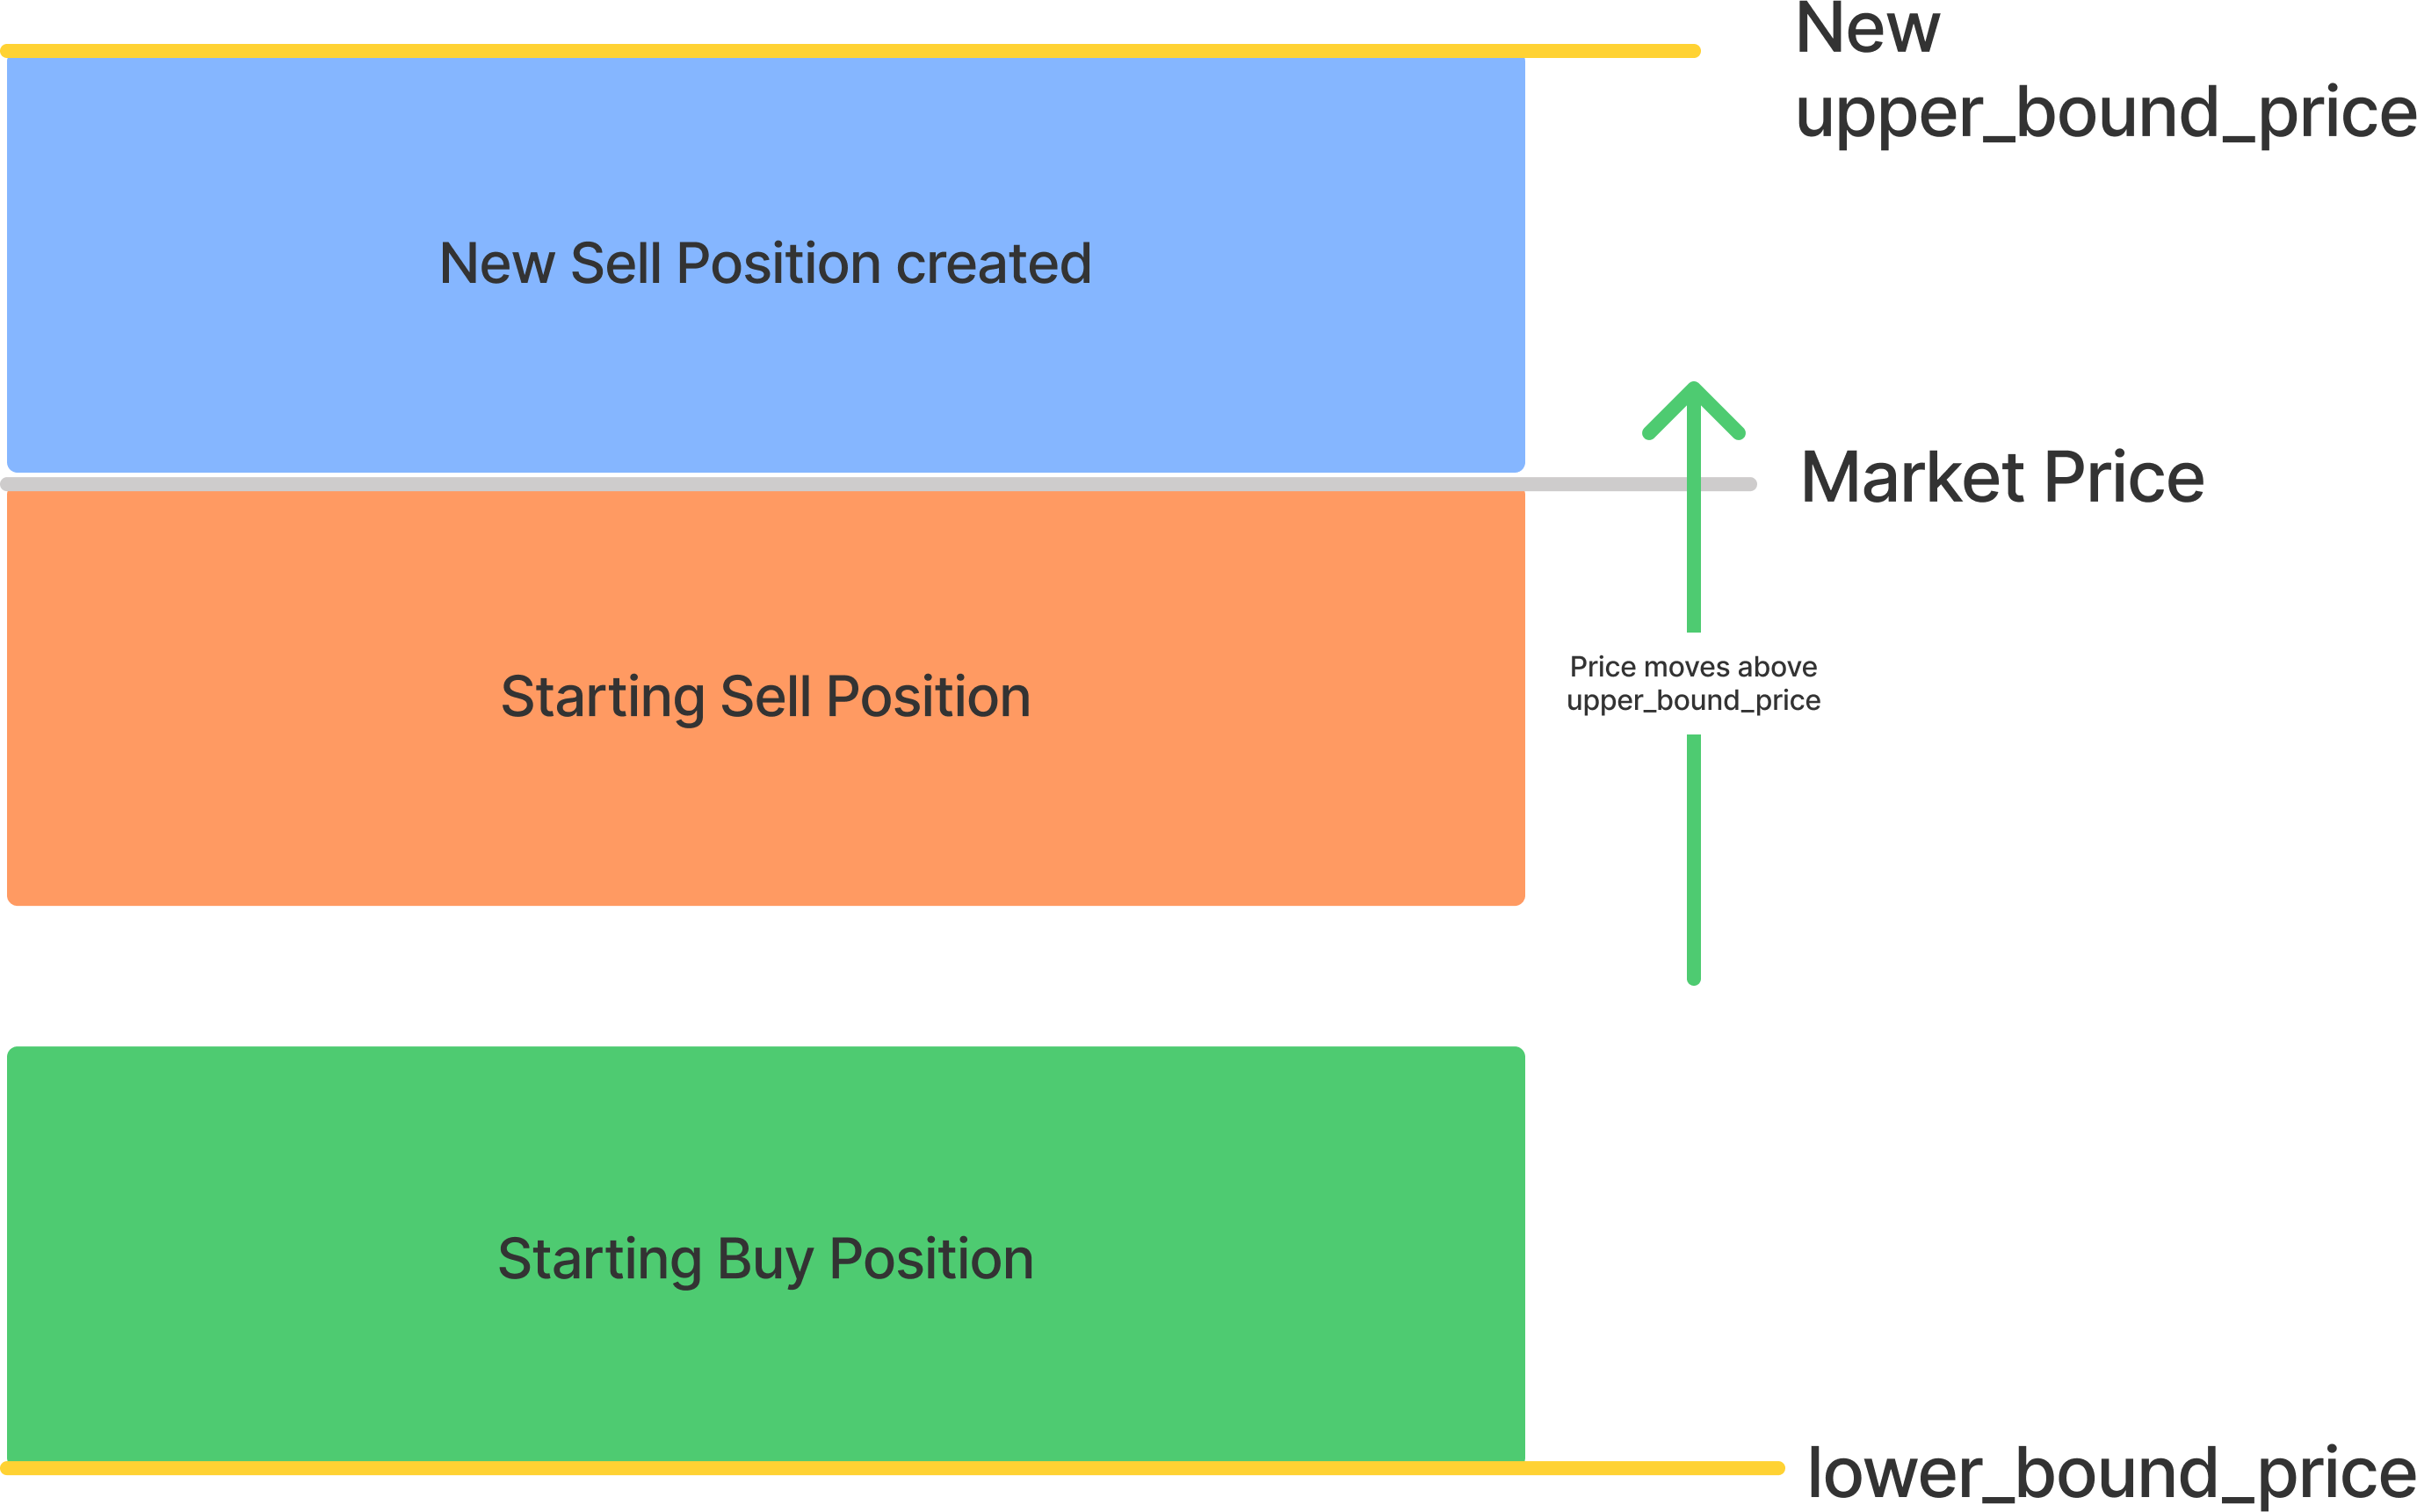 New
upper_bound_price
New Sell Position created
Market Price
Price moves above
upper_bound_price
Starting Sell Position
Starting Buy Position
lower_bound_price